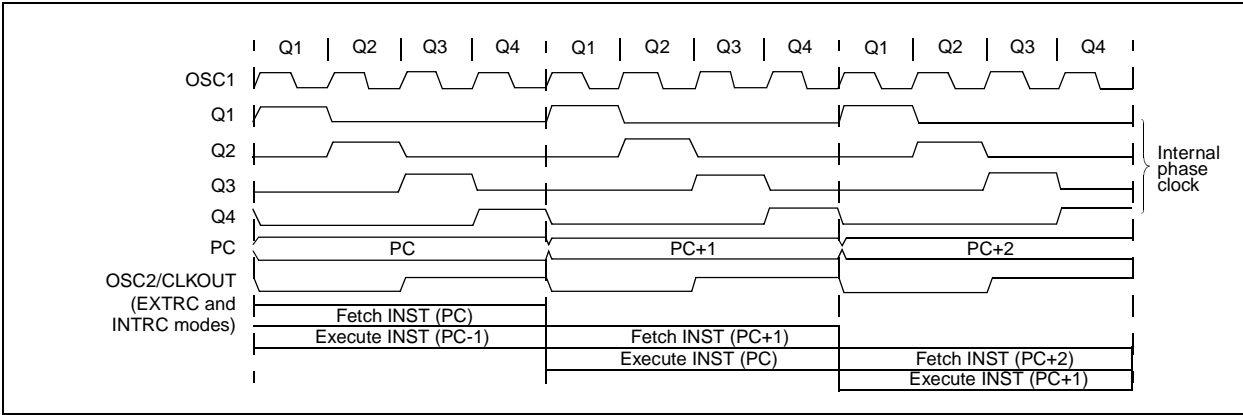 Q1 Q2 Q3 Q4 Q1 Q2 Q3 Q4 Q1 Q2 Q3 Q4
OSC1
Q1
Q2
Q3
Q4
Internal
phase
clock
PC PC PC+1 PC+2
OSC2/CLKOUT
(EXTRC and
INTRC modes)
Fetch INST (PC)
Execute INST (PC-1) Fetch INST (PC+1)
Execute INST (PC) Fetch INST (PC+2)
Execute INST (PC+1)